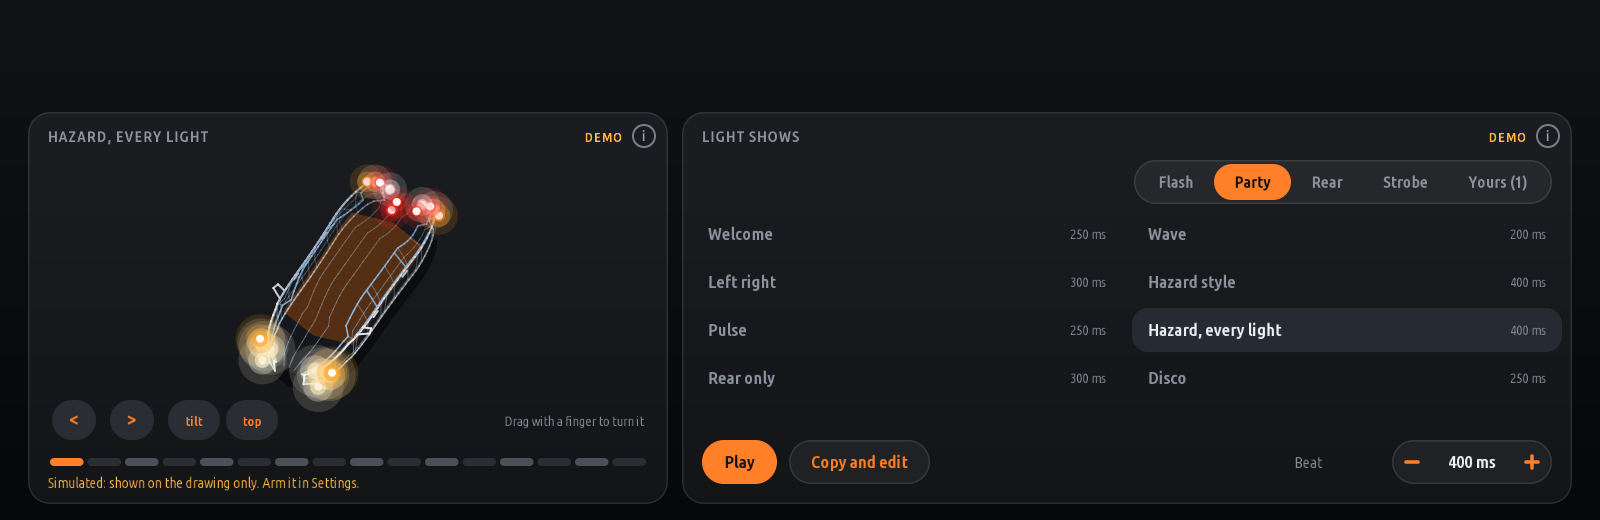 HAZARD, EVERY LIGHT
DEMO
i
< > tilt top
Drag with a finger to turn it
Simulated: shown on the drawing only. Arm it in Settings.
LIGHT SHOWS
DEMO
i
Flash Party Rear Strobe Yours (1)
Welcome 250 ms Wave 200 ms
Left right 300 ms Hazard style 400 ms
Pulse 250 ms Hazard, every light 400 ms
Rear only 300 ms Disco 250 ms
Play Copy and edit Beat − 400 ms +